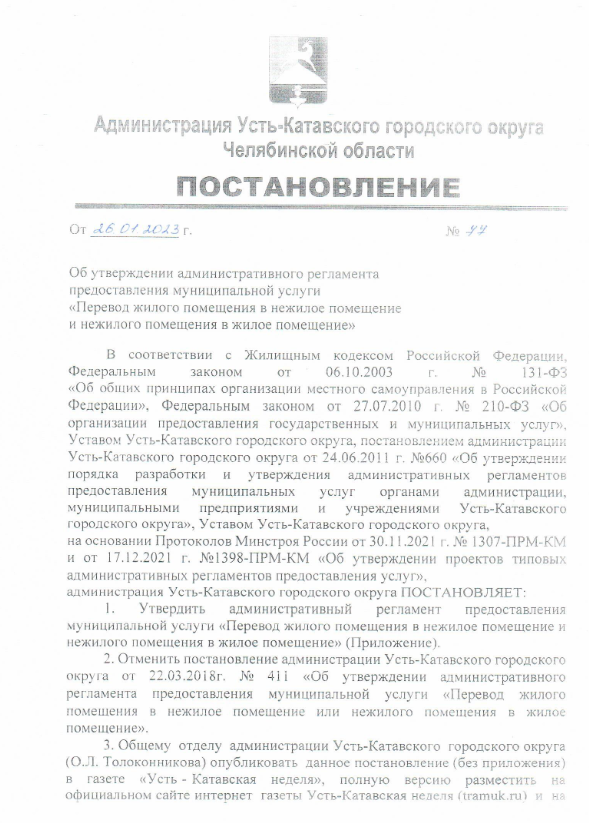 Администрация Усть-Катавского городского округа
Челябинской области
ПОСТАНОВЛЕНИЕ
От 26.01.2023 г. № 77
Об утверждении административного регламента
предоставления муниципальной услуги
«Перевод жилого помещения в нежилое помещение
и нежилого помещения в жилое помещение»
В соответствии с Жилищным кодексом Российской Федерации,
Федеральным законом от 06.10.2003 г. № 131-ФЗ
«Об общих принципах организации местного самоуправления в Российской
Федерации», Федеральным законом от 27.07.2010 г. № 210-ФЗ «Об
организации предоставления государственных и муниципальных услуг»,
Уставом Усть-Катавского городского округа, постановлением администрации
Усть-Катавского городского округа от 24.06.2011 г. №660 «Об утверждении
порядка разработки и утверждения административных регламентов
предоставления муниципальных услуг органами администрации,
муниципальными предприятиями и учреждениями Усть-Катавского
городского округа», Уставом Усть-Катавского городского округа,
на основании Протоколов Минстроя России от 30.11.2021 г. № 1307-ПРМ-КМ
и от 17.12.2021 г. №1398-ПРМ-КМ «Об утверждении проектов типовых
административных регламентов предоставления услуг»,
администрация Усть-Катавского городского округа ПОСТАНОВЛЯЕТ:
1. Утвердить административный регламент предоставления
муниципальной услуги «Перевод жилого помещения в нежилое помещение и
нежилого помещения в жилое помещение» (Приложение).
2. Отменить постановление администрации Усть-Катавского городского
округа от 22.03.2018г. № 411 «Об утверждении административного
регламента предоставления муниципальной услуги «Перевод жилого
помещения в нежилое помещение или нежилого помещения в жилое
помещение».
3. Общему отделу администрации Усть-Катавского городского округа
(О.Л. Толоконникова) опубликовать данное постановление (без приложения)
в газете «Усть - Катавская неделя», полную версию разместить на
официальном сайте интернет газеты Усть-Катавская неделя (tramuk.ru) и на